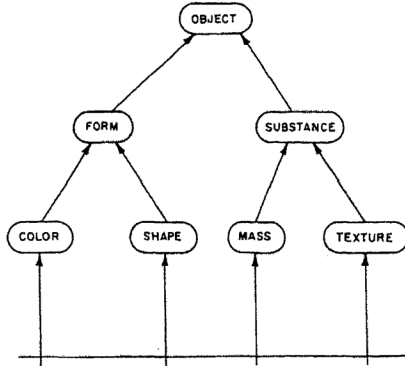 OBJECT
FORM
SUBSTANCE
COLOR
SHAPE
MASS
TEXTURE